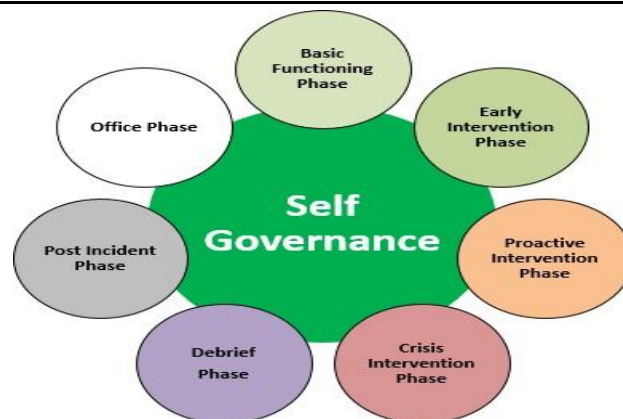 Basic
Functioning
Phase
Early
Intervention
Phase
Proactive
Intervention
Phase
Crisis
Intervention
Phase
Debrief
Phase
Post Incident
Phase
Office Phase
Self
Governance